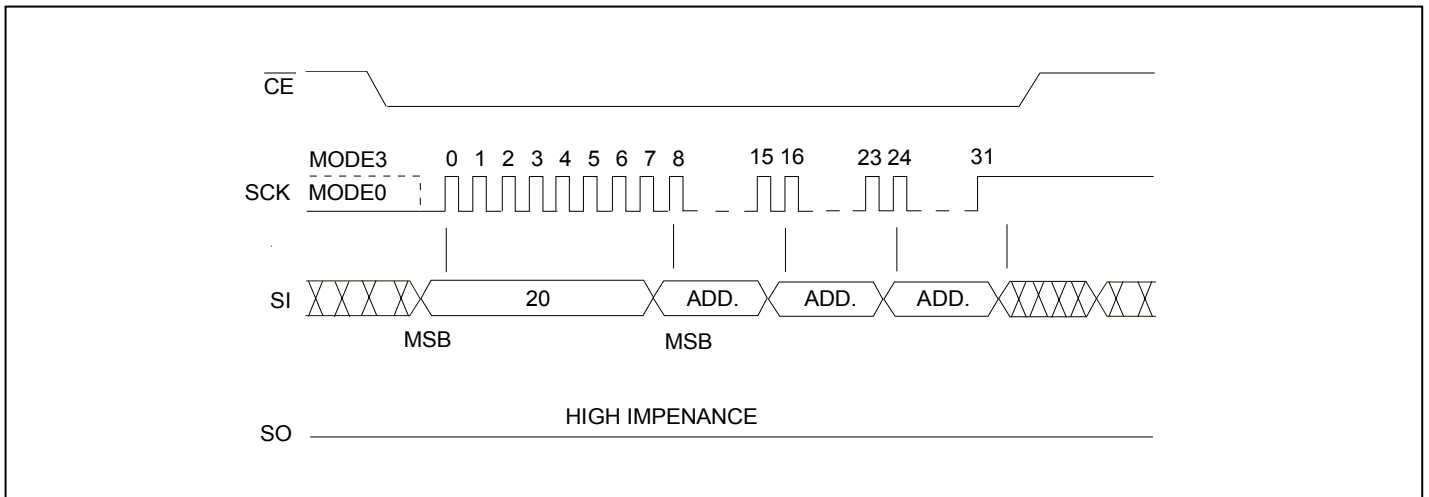 CE
MODE3 0 1 2 3 4 5 6 7 8 15 16 23 24 31
SCK MODE0
SI 20 ADD. ADD. ADD.
MSB MSB
HIGH IMPENANCE
SO